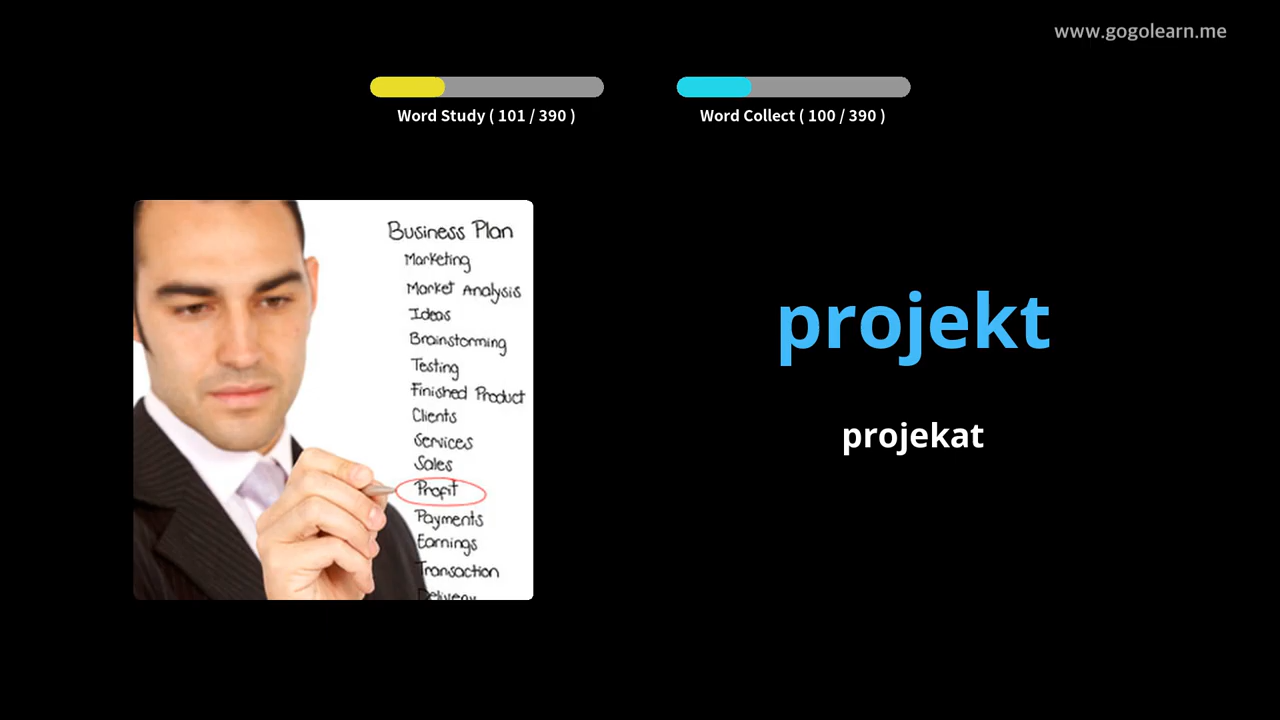 www.gogolearn.me
Word Study ( 101 / 390 )
Word Collect ( 100 / 390 )
Business Plan
Marketing
Market Analysis
Ideas
Brainstorming
Testing
Finished Product
Clients
Services
Sales
Profit
Payments
Earnings
Transaction
Delivery
projekt
projekat